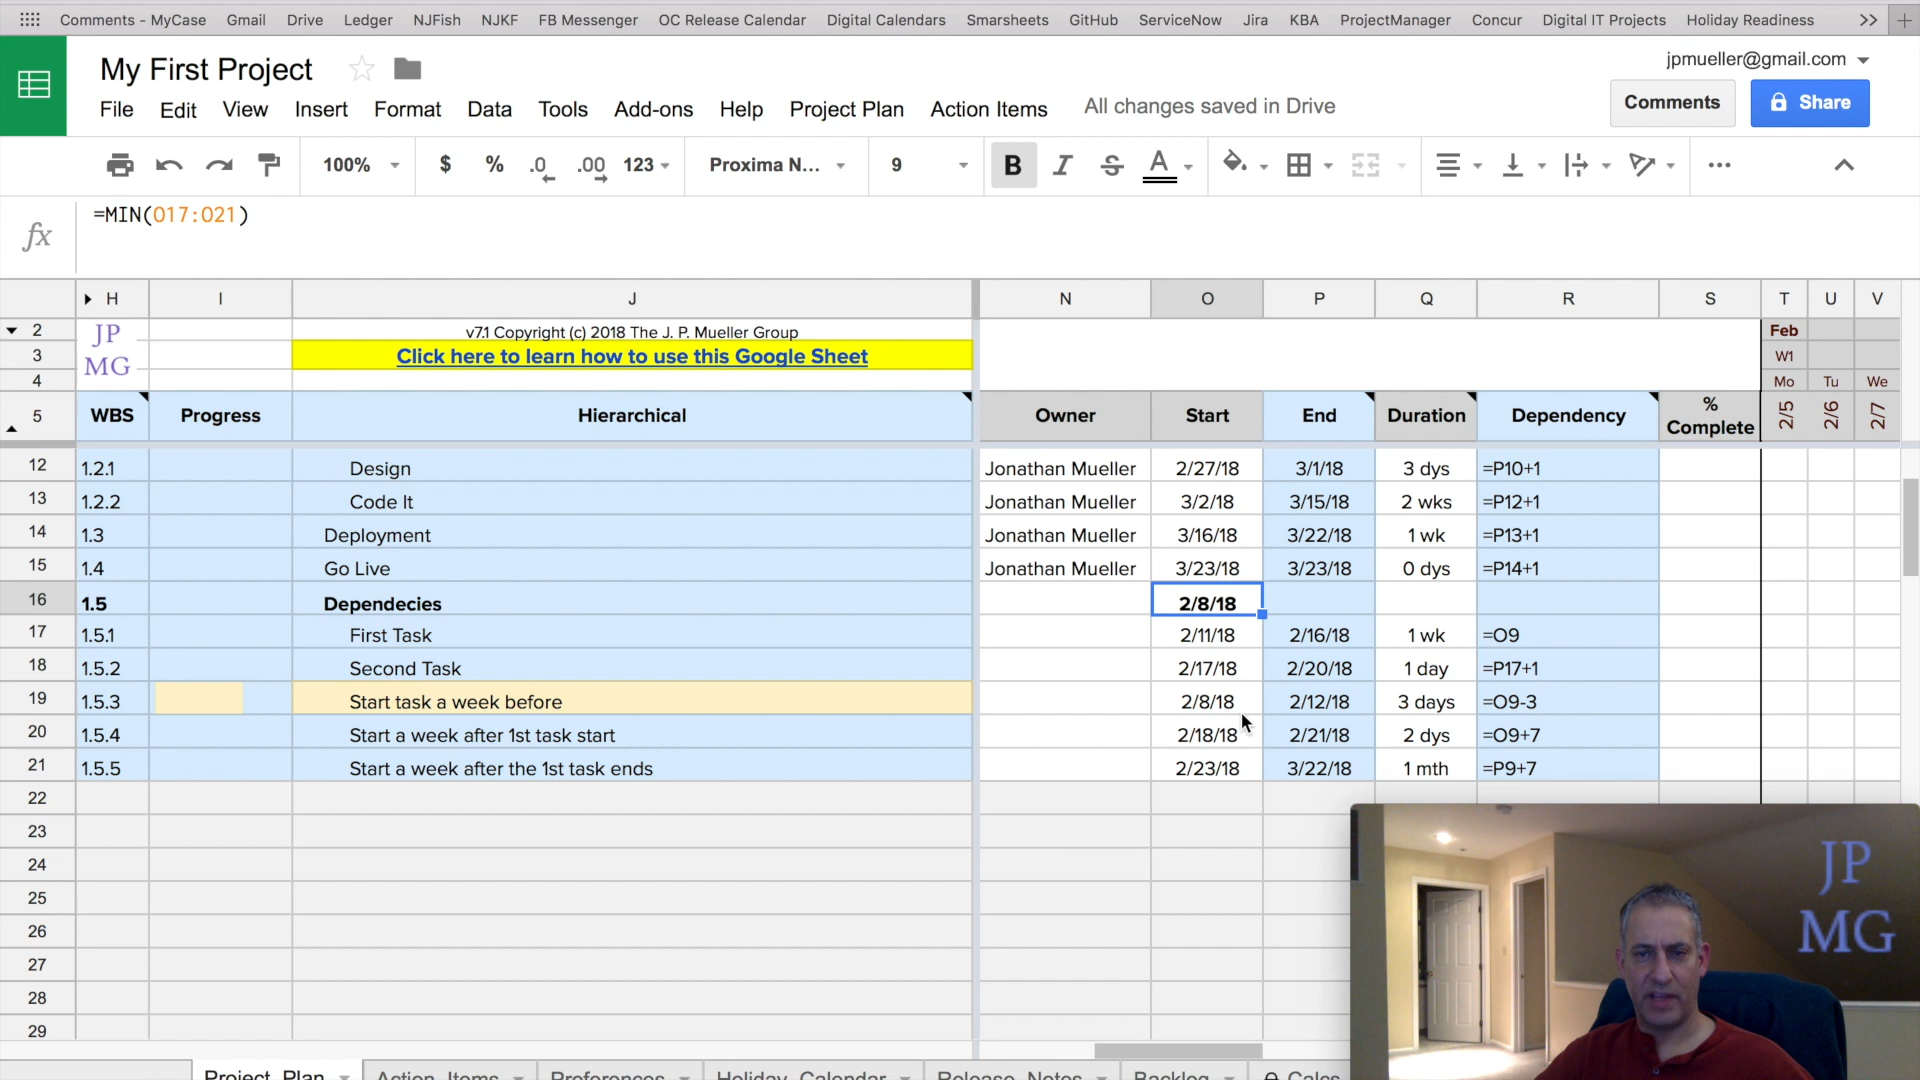 Comments - MyCase Gmail Drive Ledger NJFish NJKF FB Messenger OC Release Calendar Digital Calendars Smarsheets GitHub ServiceNow Jira KBA ProjectManager Concur Digital IT Projects Holiday Readiness >> +
My First Project
jpmueller@gmail.com
File Edit View Insert Format Data Tools Add-ons Help Project Plan Action Items All changes saved in Drive
Comments Share
100% $ % .0 .00 123 Proxima N... 9 B I S A
fx =MIN(O17:O21)
H I J N O P Q R S T U V
2 JP v7.1 Copyright (c) 2018 The J. P. Mueller Group Feb
3 MG Click here to learn how to use this Google Sheet W1
4 Mo Tu We
5 WBS Progress Hierarchical Owner Start End Duration Dependency % Complete 2/5 2/6 2/7
12 1.2.1 Design Jonathan Mueller 2/27/18 3/1/18 3 dys =P10+1
13 1.2.2 Code It Jonathan Mueller 3/2/18 3/15/18 2 wks =P12+1
14 1.3 Deployment Jonathan Mueller 3/16/18 3/22/18 1 wk =P13+1
15 1.4 Go Live Jonathan Mueller 3/23/18 3/23/18 0 dys =P14+1
16 1.5 Dependecies 2/8/18
17 1.5.1 First Task 2/11/18 2/16/18 1 wk =O9
18 1.5.2 Second Task 2/17/18 2/20/18 1 day =P17+1
19 1.5.3 Start task a week before 2/8/18 2/12/18 3 days =O9-3
20 1.5.4 Start a week after 1st task start 2/18/18 2/21/18 2 dys =O9+7
21 1.5.5 Start a week after the 1st task ends 2/23/18 3/22/18 1 mth =P9+7
22
23
24
25
26
27
28
29
JP
MG
Project_Plan Action_Items Preferences Holiday_Calendar Release_Notes Backlog Calcs